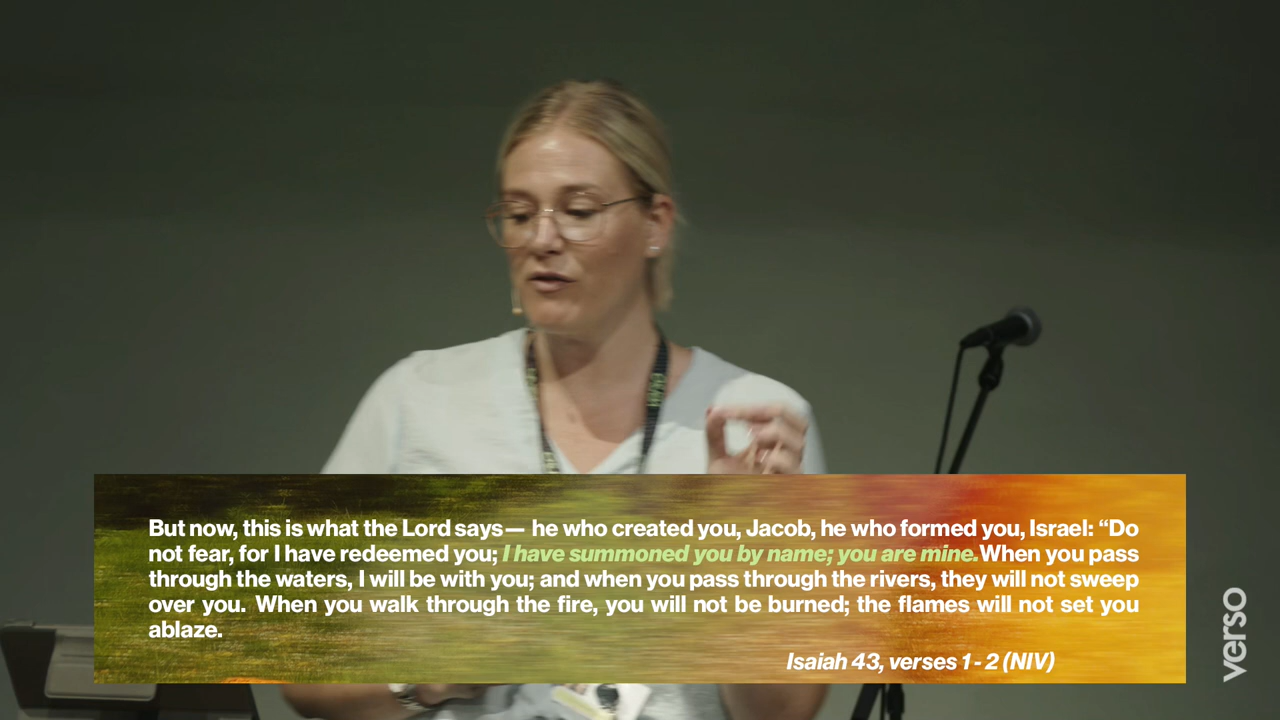 But now, this is what the Lord says— he who created you, Jacob, he who formed you, Israel: “Do
not fear, for I have redeemed you; I have summoned you by name; you are mine.When you pass
through the waters, I will be with you; and when you pass through the rivers, they will not sweep
over you. When you walk through the fire, you will not be burned; the flames will not set you
ablaze.
Isaiah 43, verses 1 - 2 (NIV)
verso